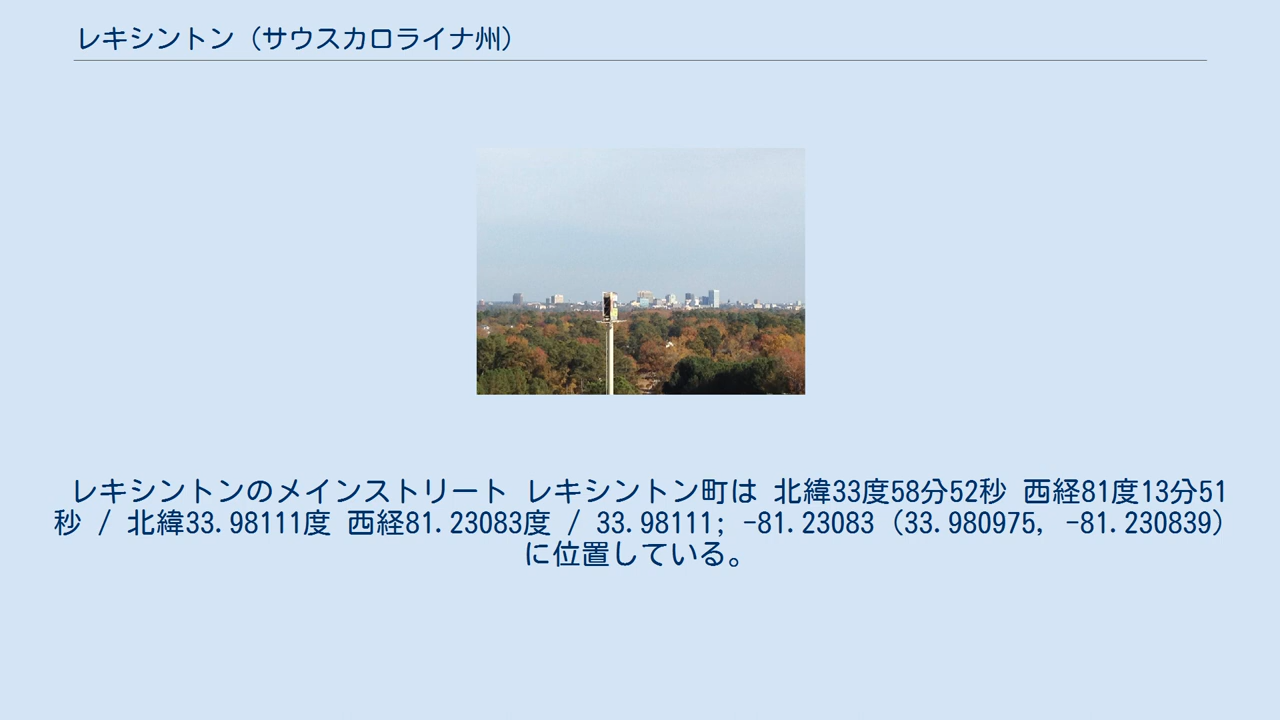 レキシントン（サウスカロライナ州）
レキシントンのメインストリート レキシントン町は 北緯33度58分52秒 西経81度13分51
秒 / 北緯33.98111度 西経81.23083度 / 33.98111; -81.23083（33.980975, -81.230839）
に位置している。